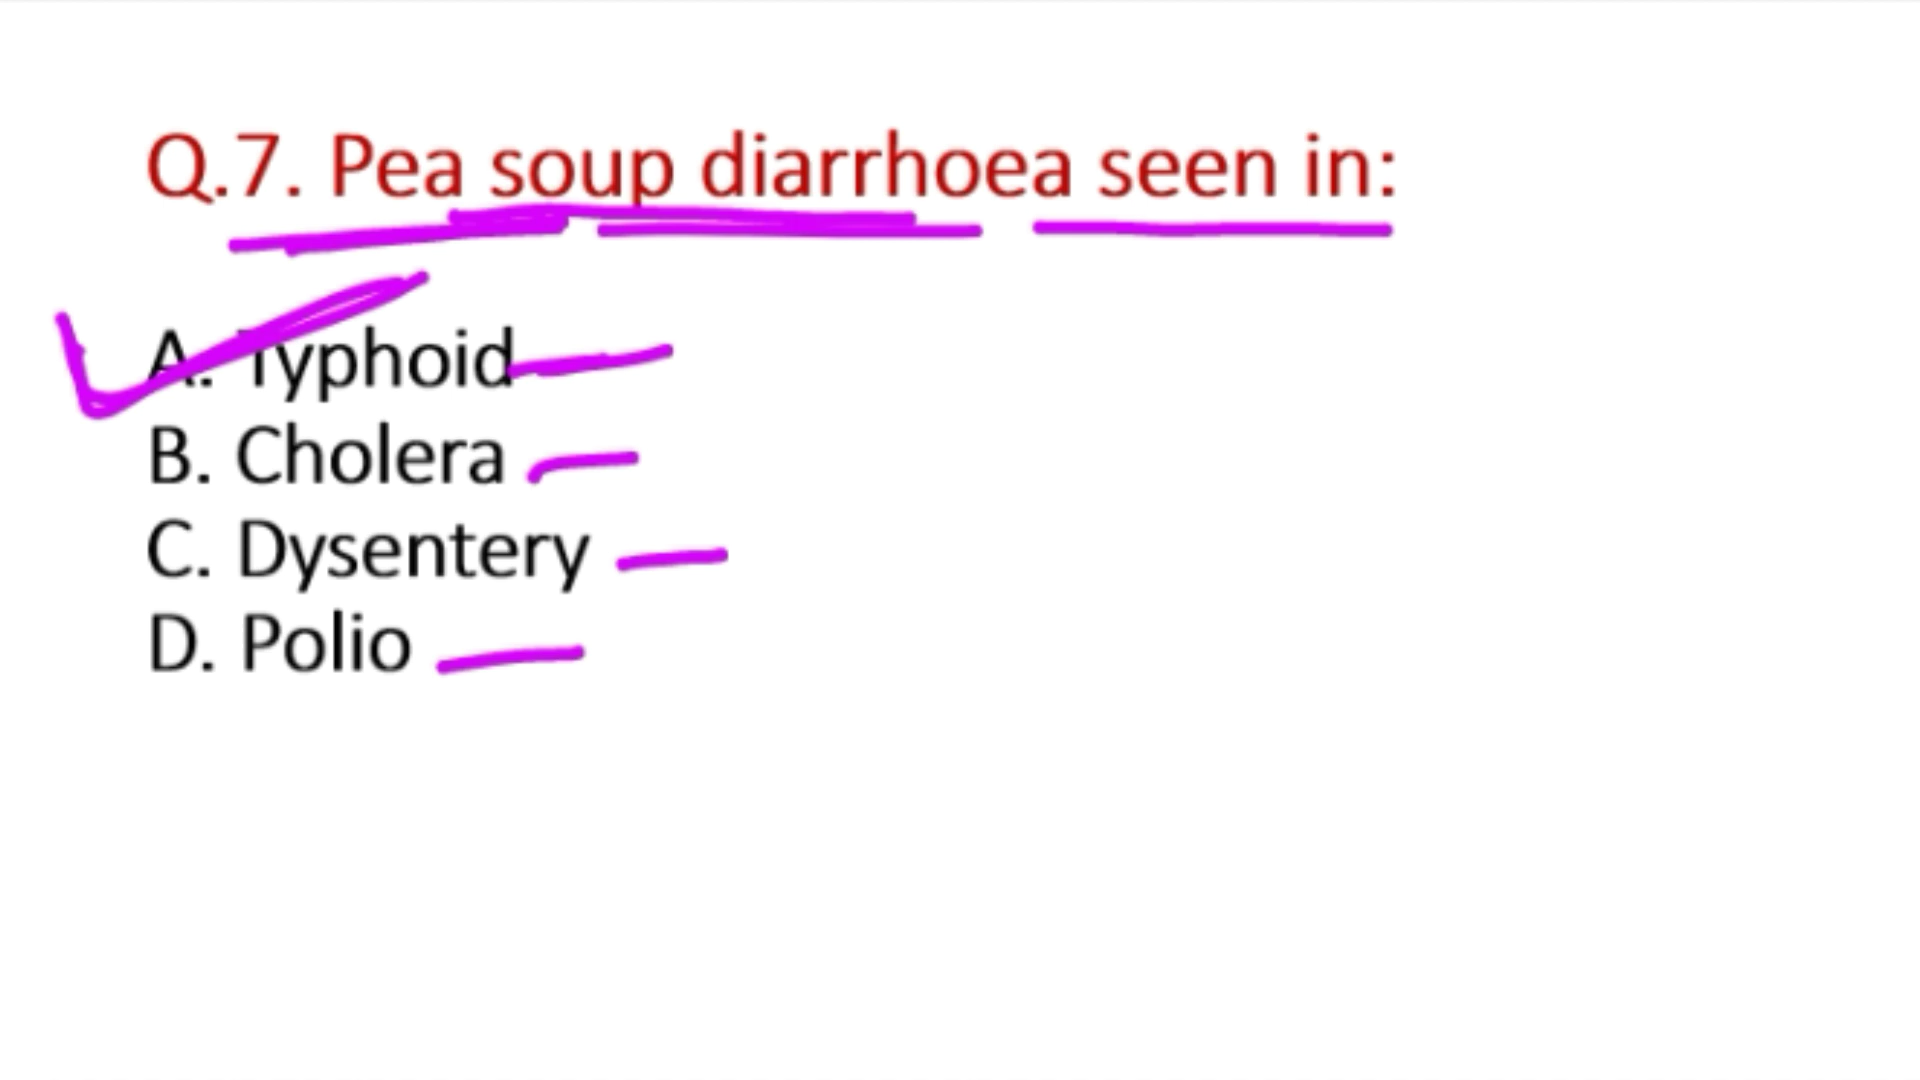 Q.7. Pea soup diarrhoea seen in:
A. Typhoid
B. Cholera
C. Dysentery
D. Polio